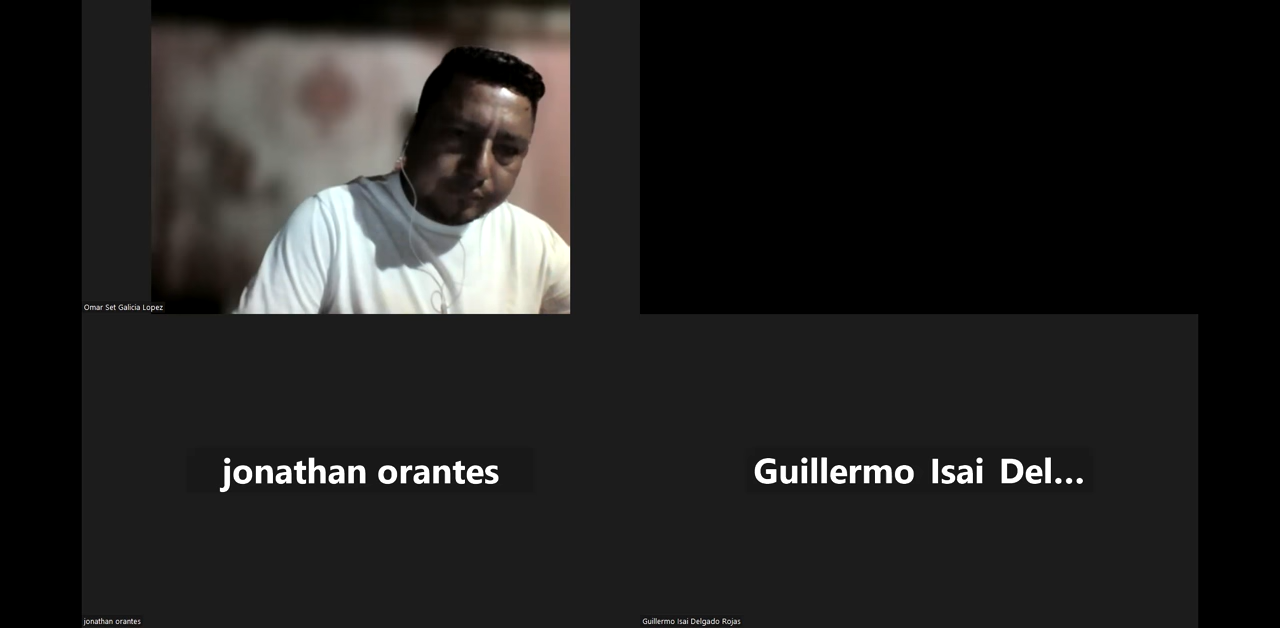 Omar Set Galicia Lopez
jonathan orantes
Guillermo Isai Del...
jonathan orantes
Guillermo Isai Delgado Rojas